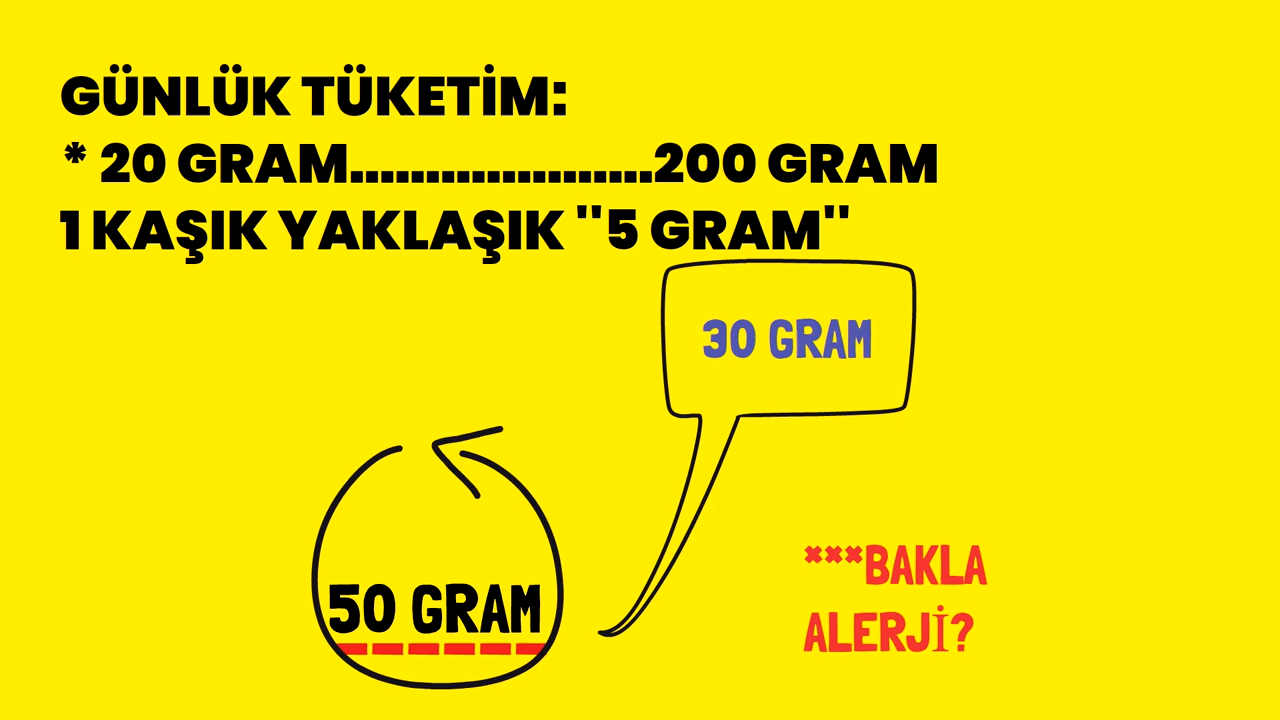 GÜNLÜK TÜKETİM:
* 20 GRAM....................200 GRAM
1 KAŞIK YAKLAŞIK "5 GRAM"
30 GRAM
50 GRAM
***BAKLA
ALERJİ?